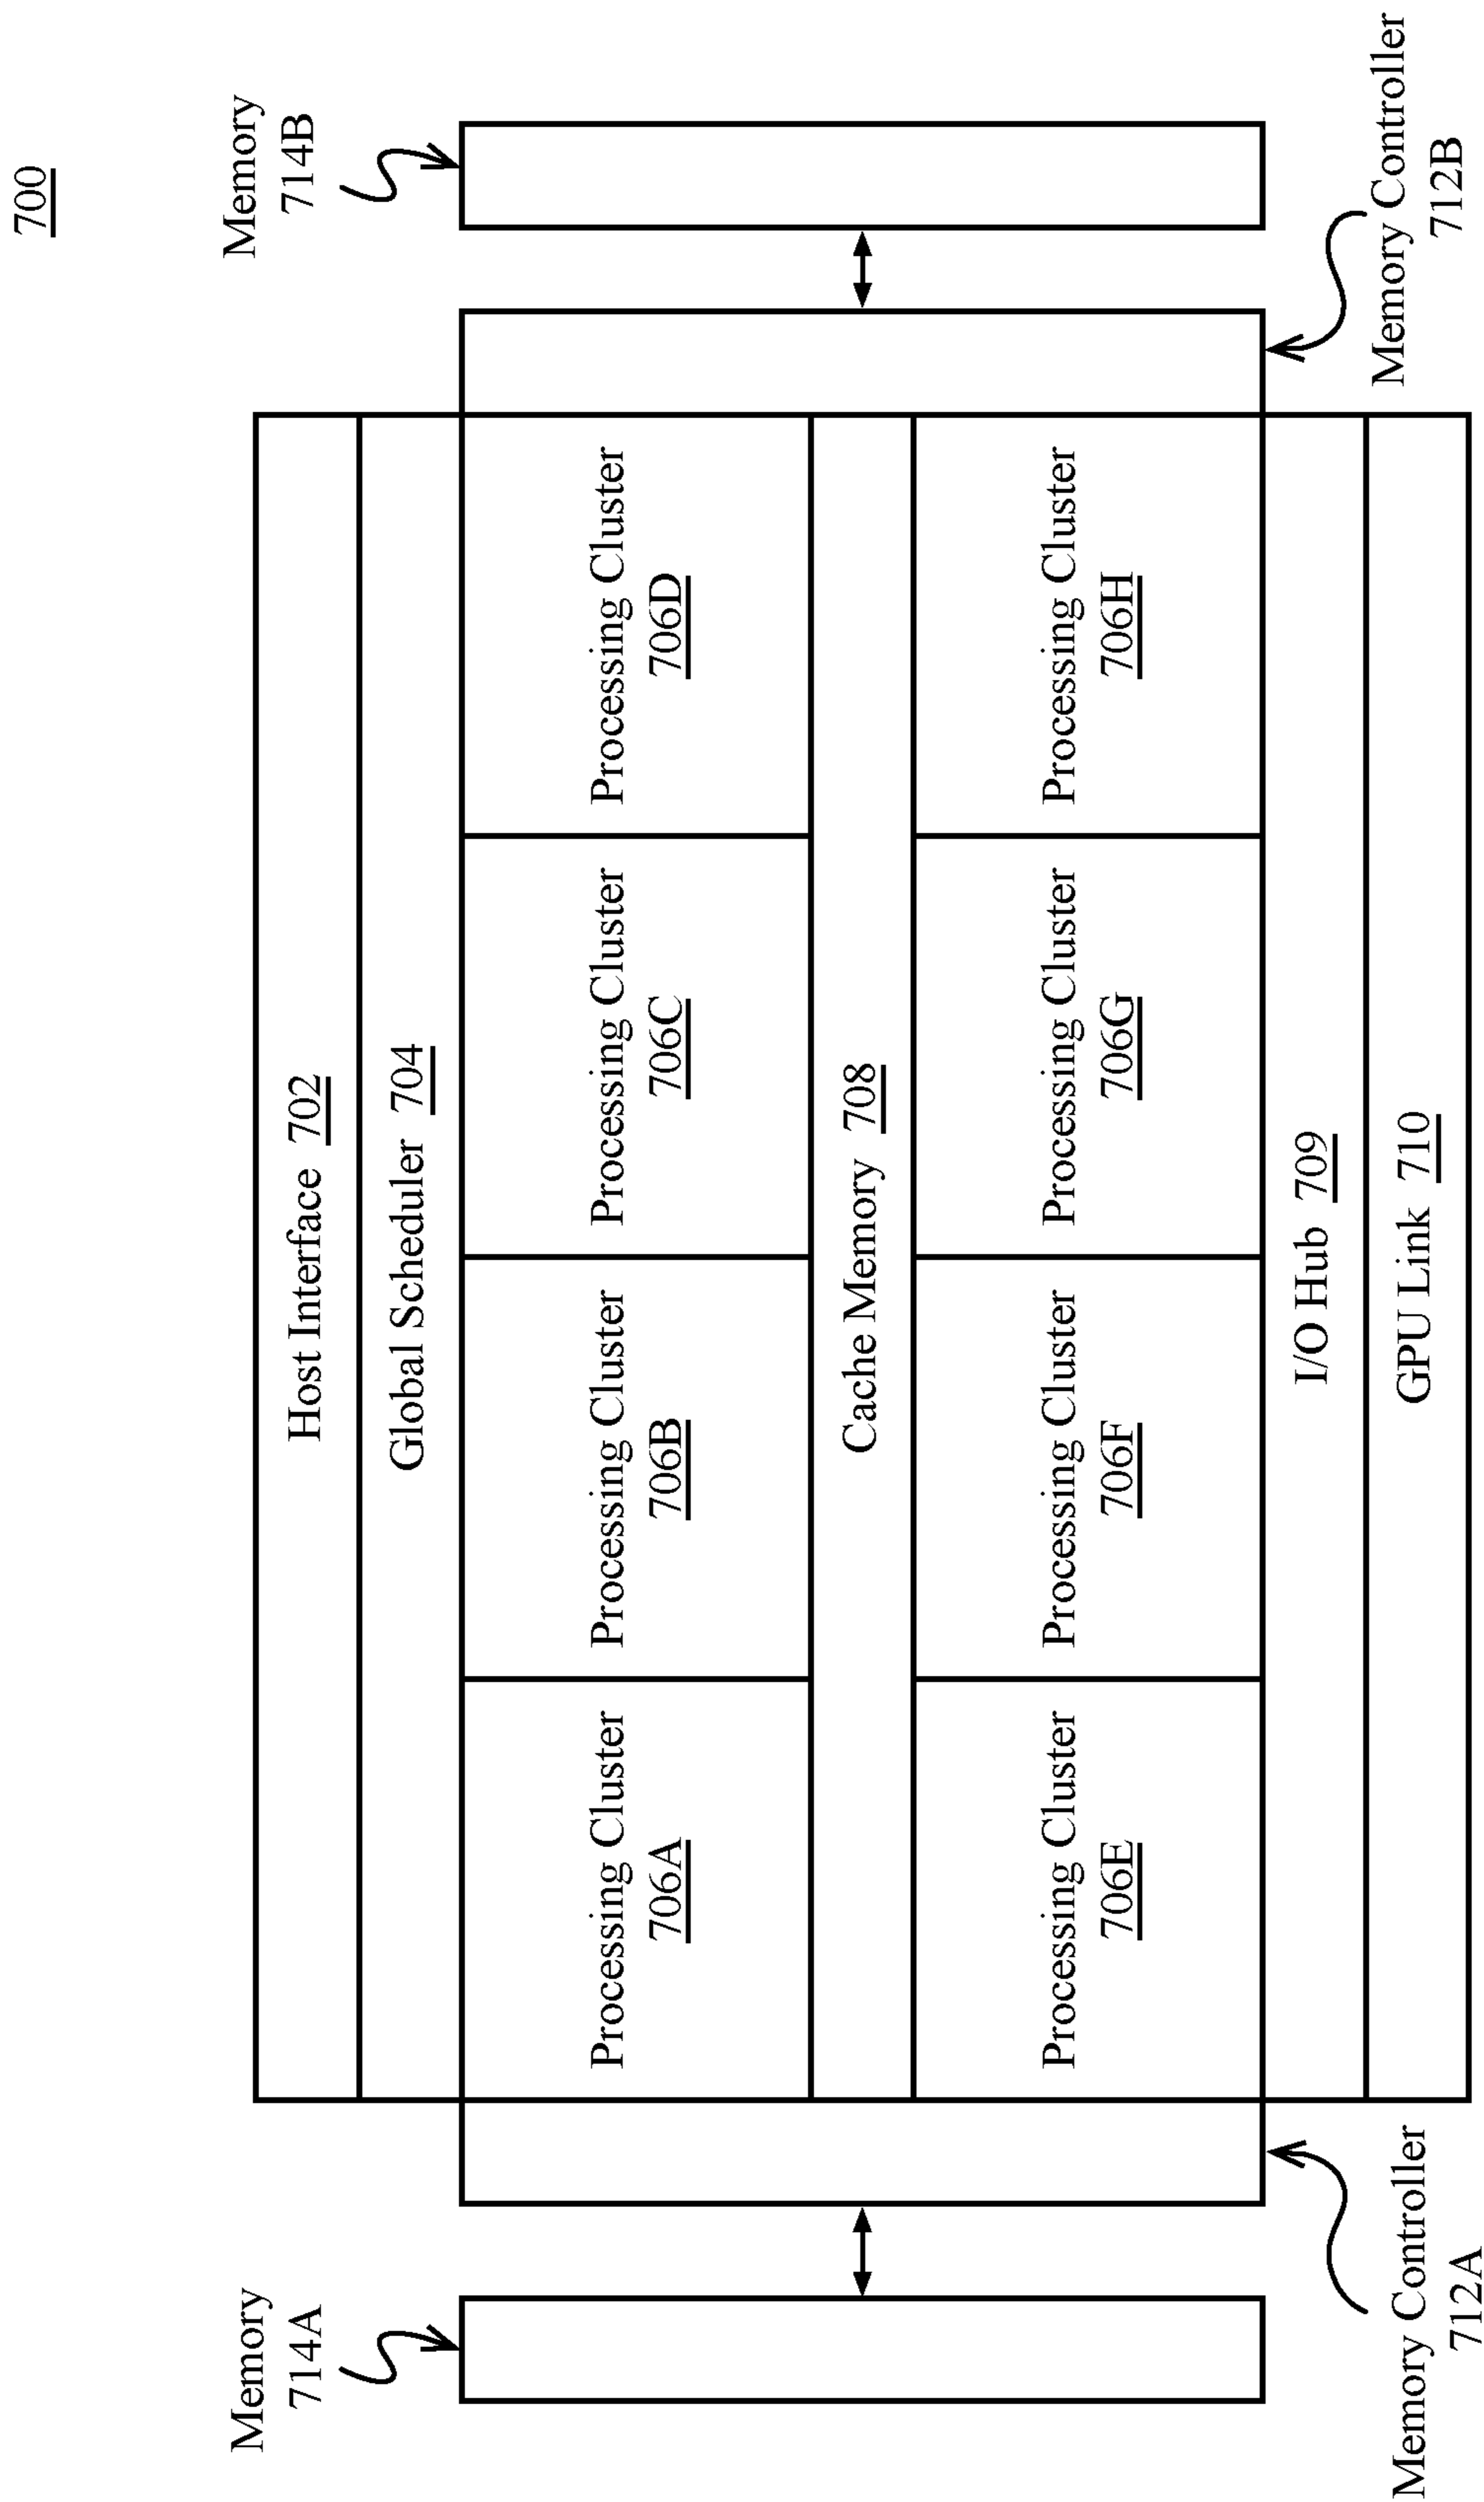 700
Memory
714A
Memory
714B
Host Interface 702
Global Scheduler 704
Processing Cluster
706A
Processing Cluster
706B
Processing Cluster
706C
Processing Cluster
706D
Cache Memory 708
Processing Cluster
706E
Processing Cluster
706F
Processing Cluster
706G
Processing Cluster
706H
I/O Hub 709
GPU Link 710
Memory Controller
712A
Memory Controller
712B